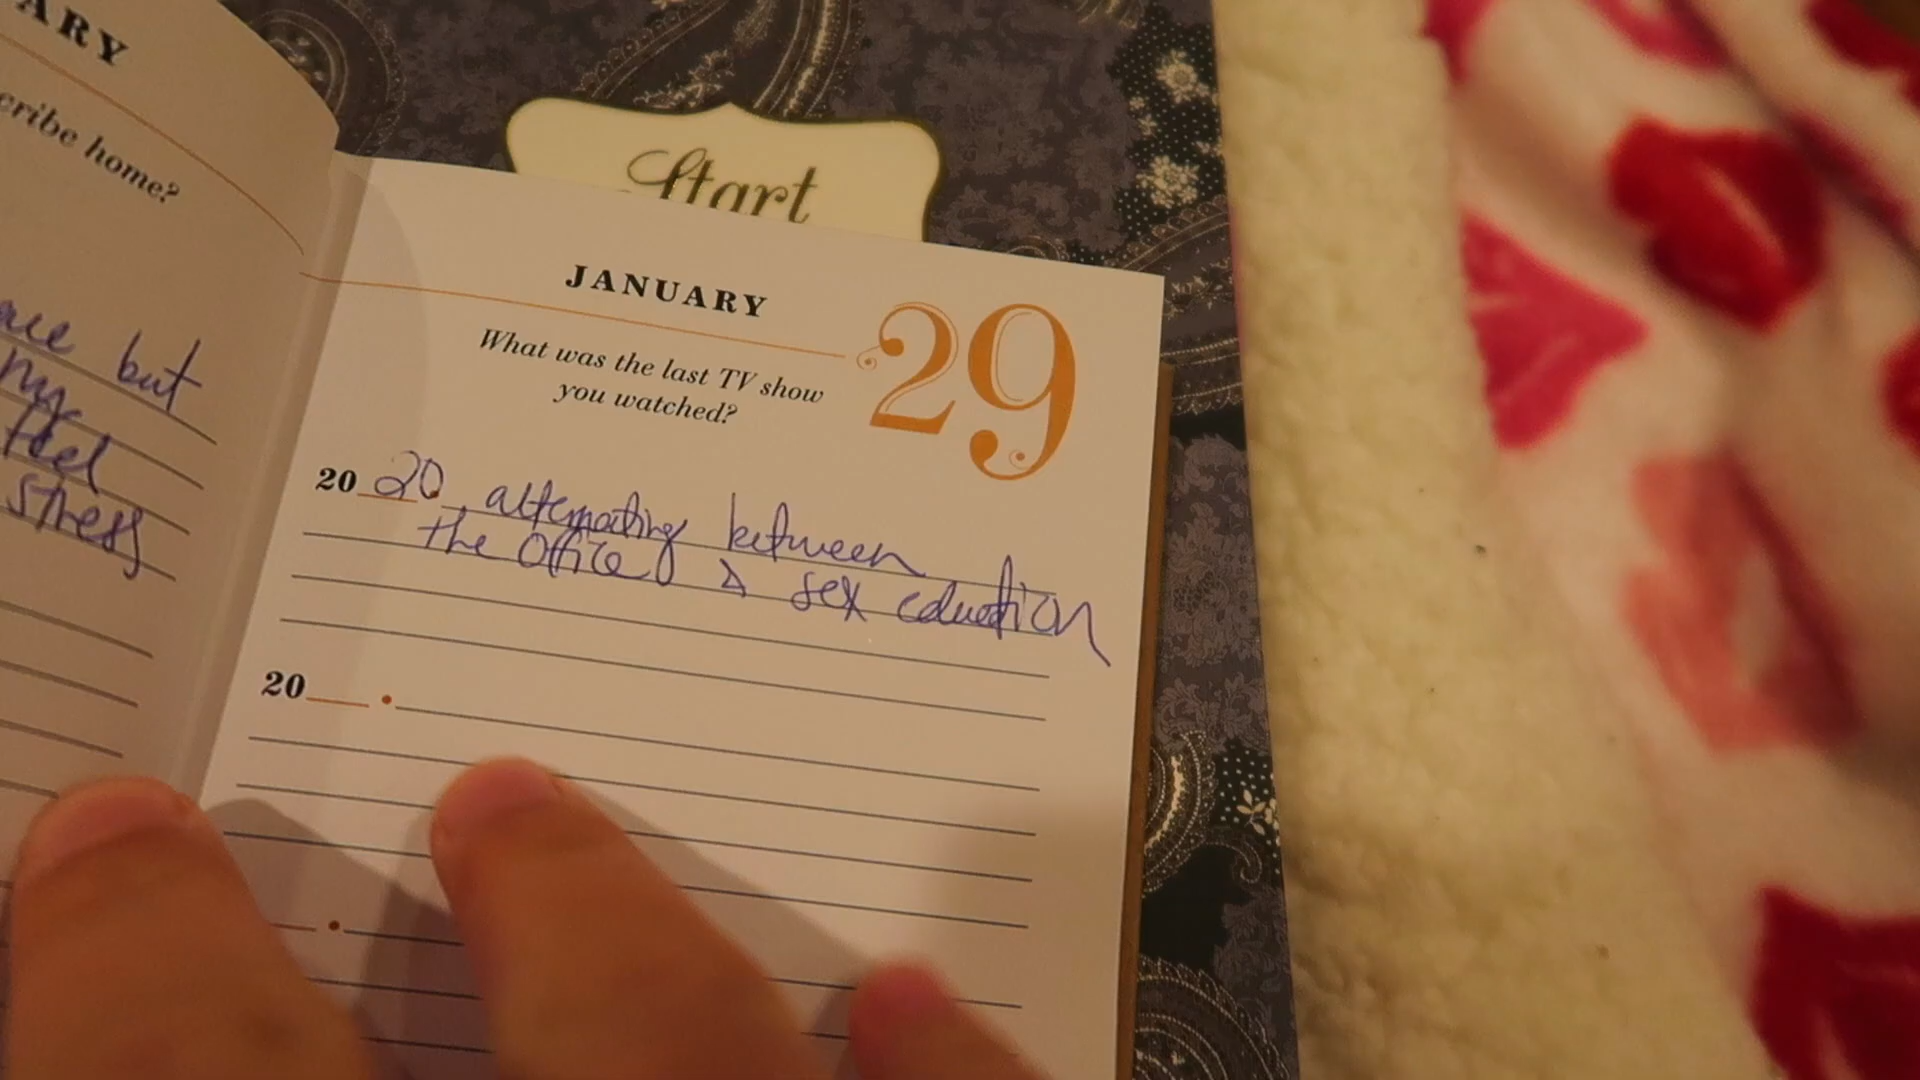 ARY
cribe home?
but
my
feel
stress
Start
JANUARY
29
What was the last TV show
you watched?
20 20 alternating between
the office & sex education
20